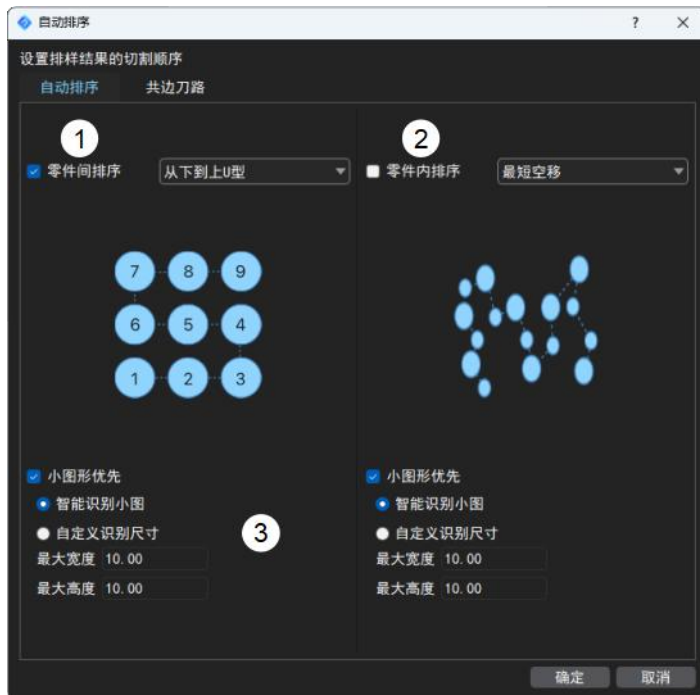 自动排序
?
×
设置排样结果的切割顺序
自动排序 共边刀路
1
2
零件间排序 从下到上U型
零件内排序 最短空移
7 8 9
6 5 4
1 2 3
小图形优先
智能识别小图
自定义识别尺寸
最大宽度 10.00
最大高度 10.00
3
小图形优先
智能识别小图
自定义识别尺寸
最大宽度 10.00
最大高度 10.00
确定 取消